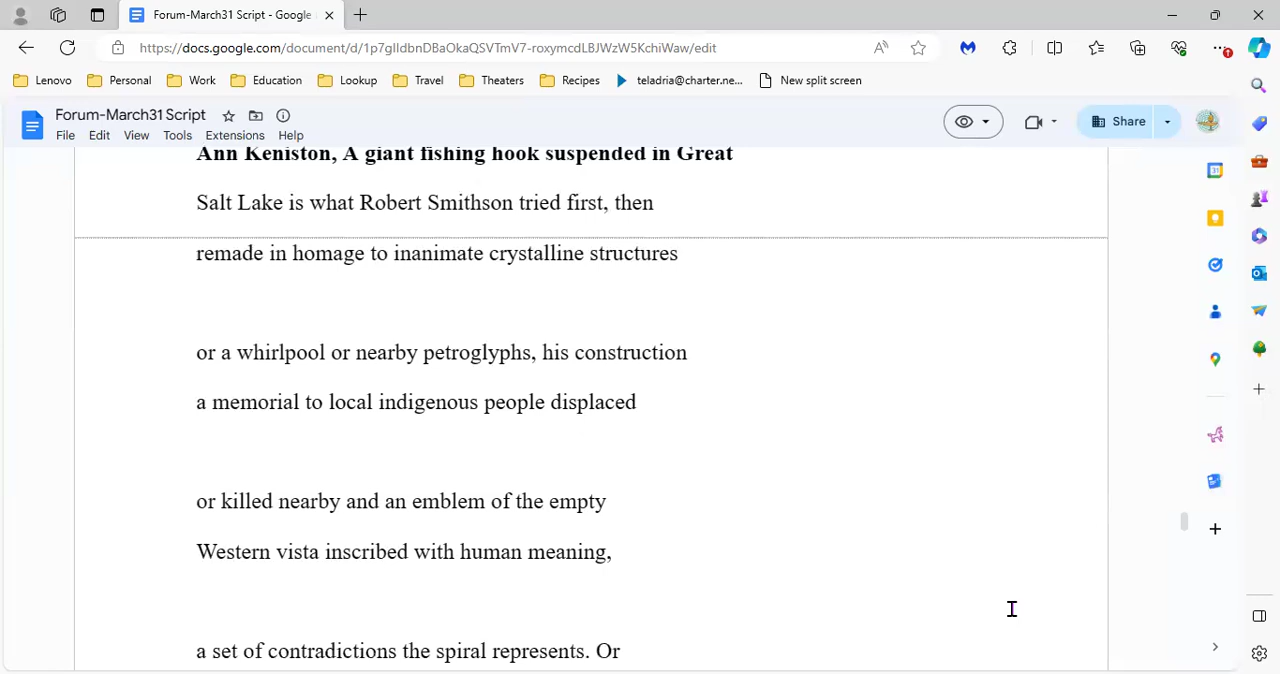 Forum-March31 Script - Google
https://docs.google.com/document/d/1p7glIdbnDBaOkaQSVTmV7-roxymcdLBJWzW5KchiWaw/edit
Lenovo Personal Work Education Lookup Travel Theaters Recipes teladria@charter.ne... New split screen
Forum-March31 Script
File Edit View Tools Extensions Help
Share
Ann Keniston, A giant fishing hook suspended in Great
Salt Lake is what Robert Smithson tried first, then
remade in homage to inanimate crystalline structures
or a whirlpool or nearby petroglyphs, his construction
a memorial to local indigenous people displaced
or killed nearby and an emblem of the empty
Western vista inscribed with human meaning,
a set of contradictions the spiral represents. Or